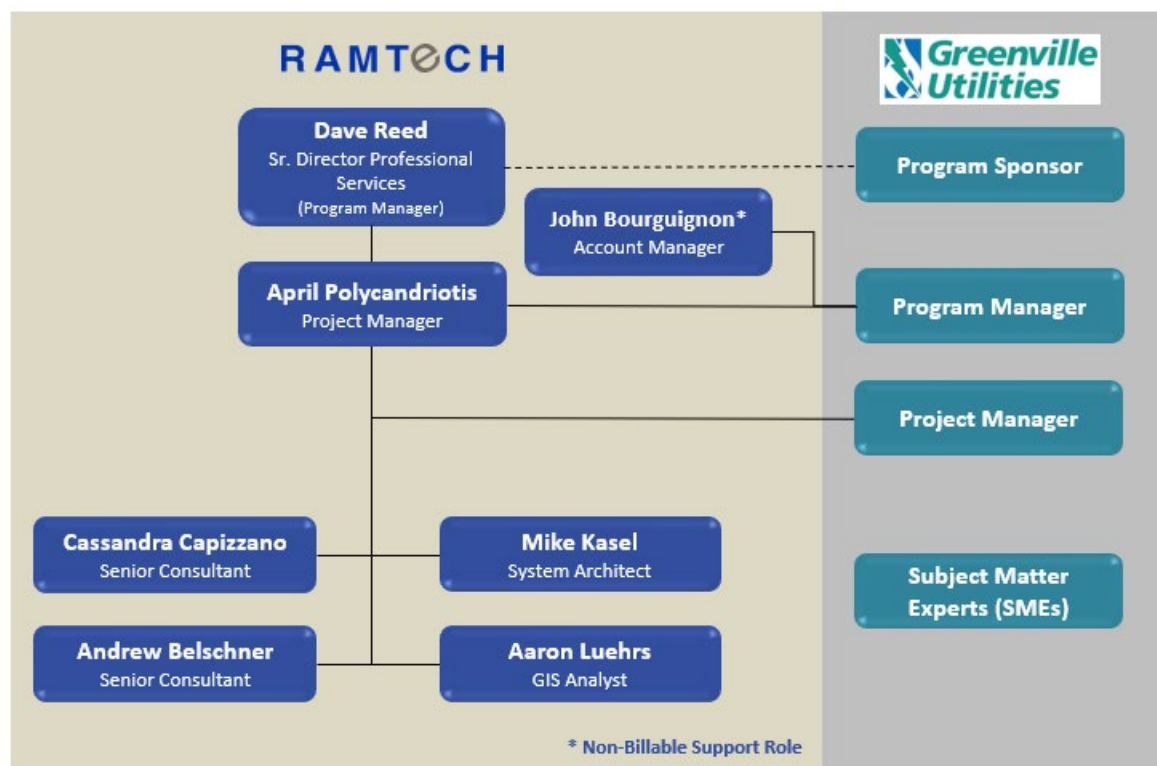 RAMTeCH
Greenville
Utilities
Dave Reed
Sr. Director Professional
Services
(Program Manager)
Program Sponsor
John Bourguignon*
Account Manager
April Polycandriotis
Project Manager
Program Manager
Project Manager
Cassandra Capizzano
Senior Consultant
Mike Kasel
System Architect
Subject Matter
Experts (SMEs)
Andrew Belschner
Senior Consultant
Aaron Luehrs
GIS Analyst
* Non-Billable Support Role